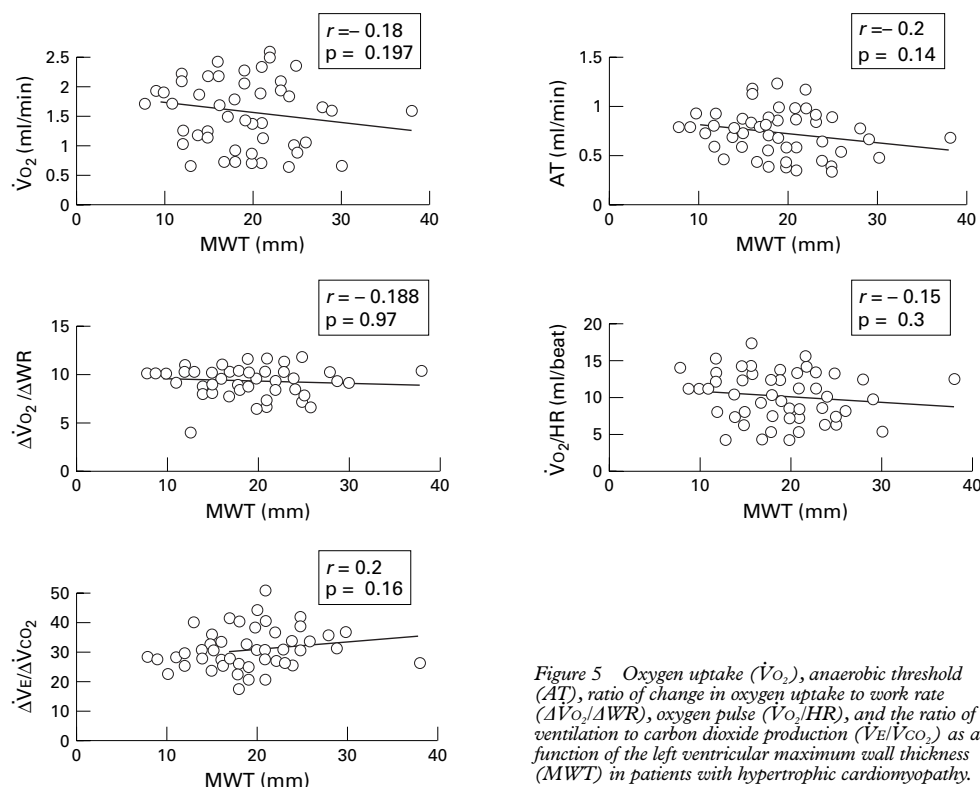 r = – 0.18
p = 0.197
2.5
2
1.5
1
0.5
0
V̇O₂ (ml/min)
0
10
20
30
40
MWT (mm)
r = – 0.2
p = 0.14
1.5
1
0.5
0
AT (ml/min)
0
10
20
30
40
MWT (mm)
r = – 0.188
p = 0.97
15
10
5
0
ΔV̇O₂/ΔWR
0
10
20
30
40
MWT (mm)
r = – 0.15
p = 0.3
20
15
10
5
0
V̇O₂/HR (ml/beat)
0
10
20
30
40
MWT (mm)
r = 0.2
p = 0.16
50
40
30
20
10
0
ΔV̇E/ΔV̇CO₂
0
10
20
30
40
MWT (mm)
Figure 5 Oxygen uptake (V̇O₂), anaerobic threshold
(AT), ratio of change in oxygen uptake to work rate
(ΔV̇O₂/ΔWR), oxygen pulse (V̇O₂/HR), and the ratio of
ventilation to carbon dioxide production (V̇E/V̇CO₂) as a
function of the left ventricular maximum wall thickness
(MWT) in patients with hypertrophic cardiomyopathy.